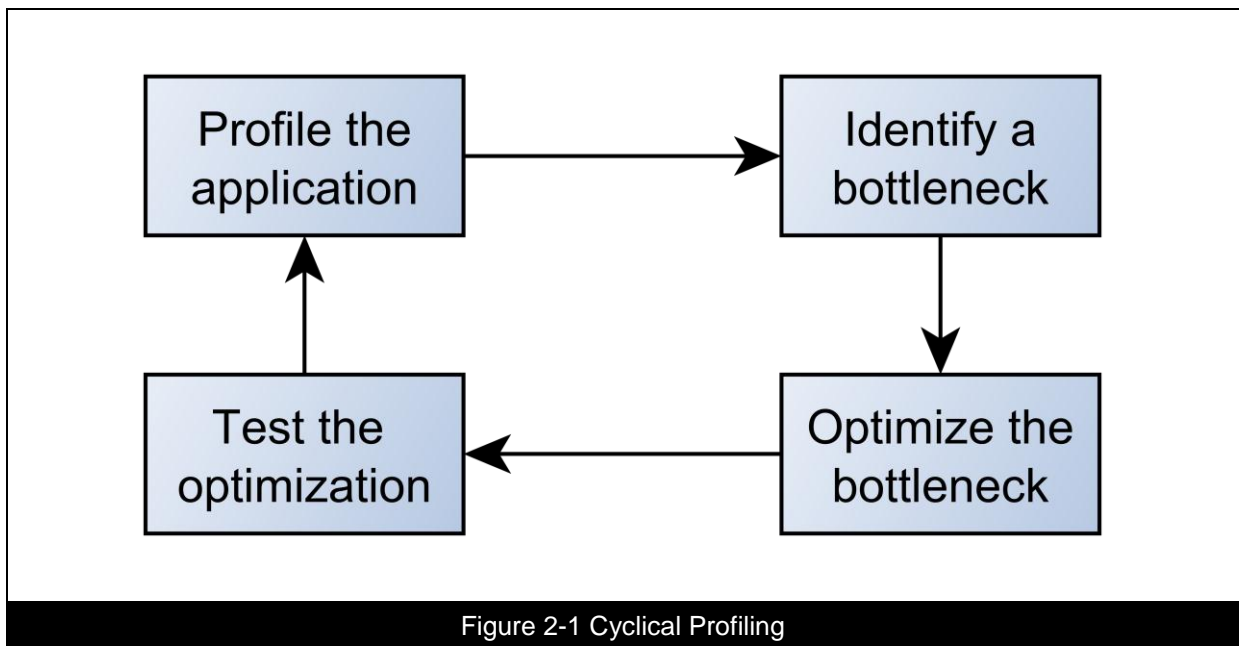 Profile the
application
Identify a
bottleneck
Test the
optimization
Optimize the
bottleneck
Figure 2-1 Cyclical Profiling